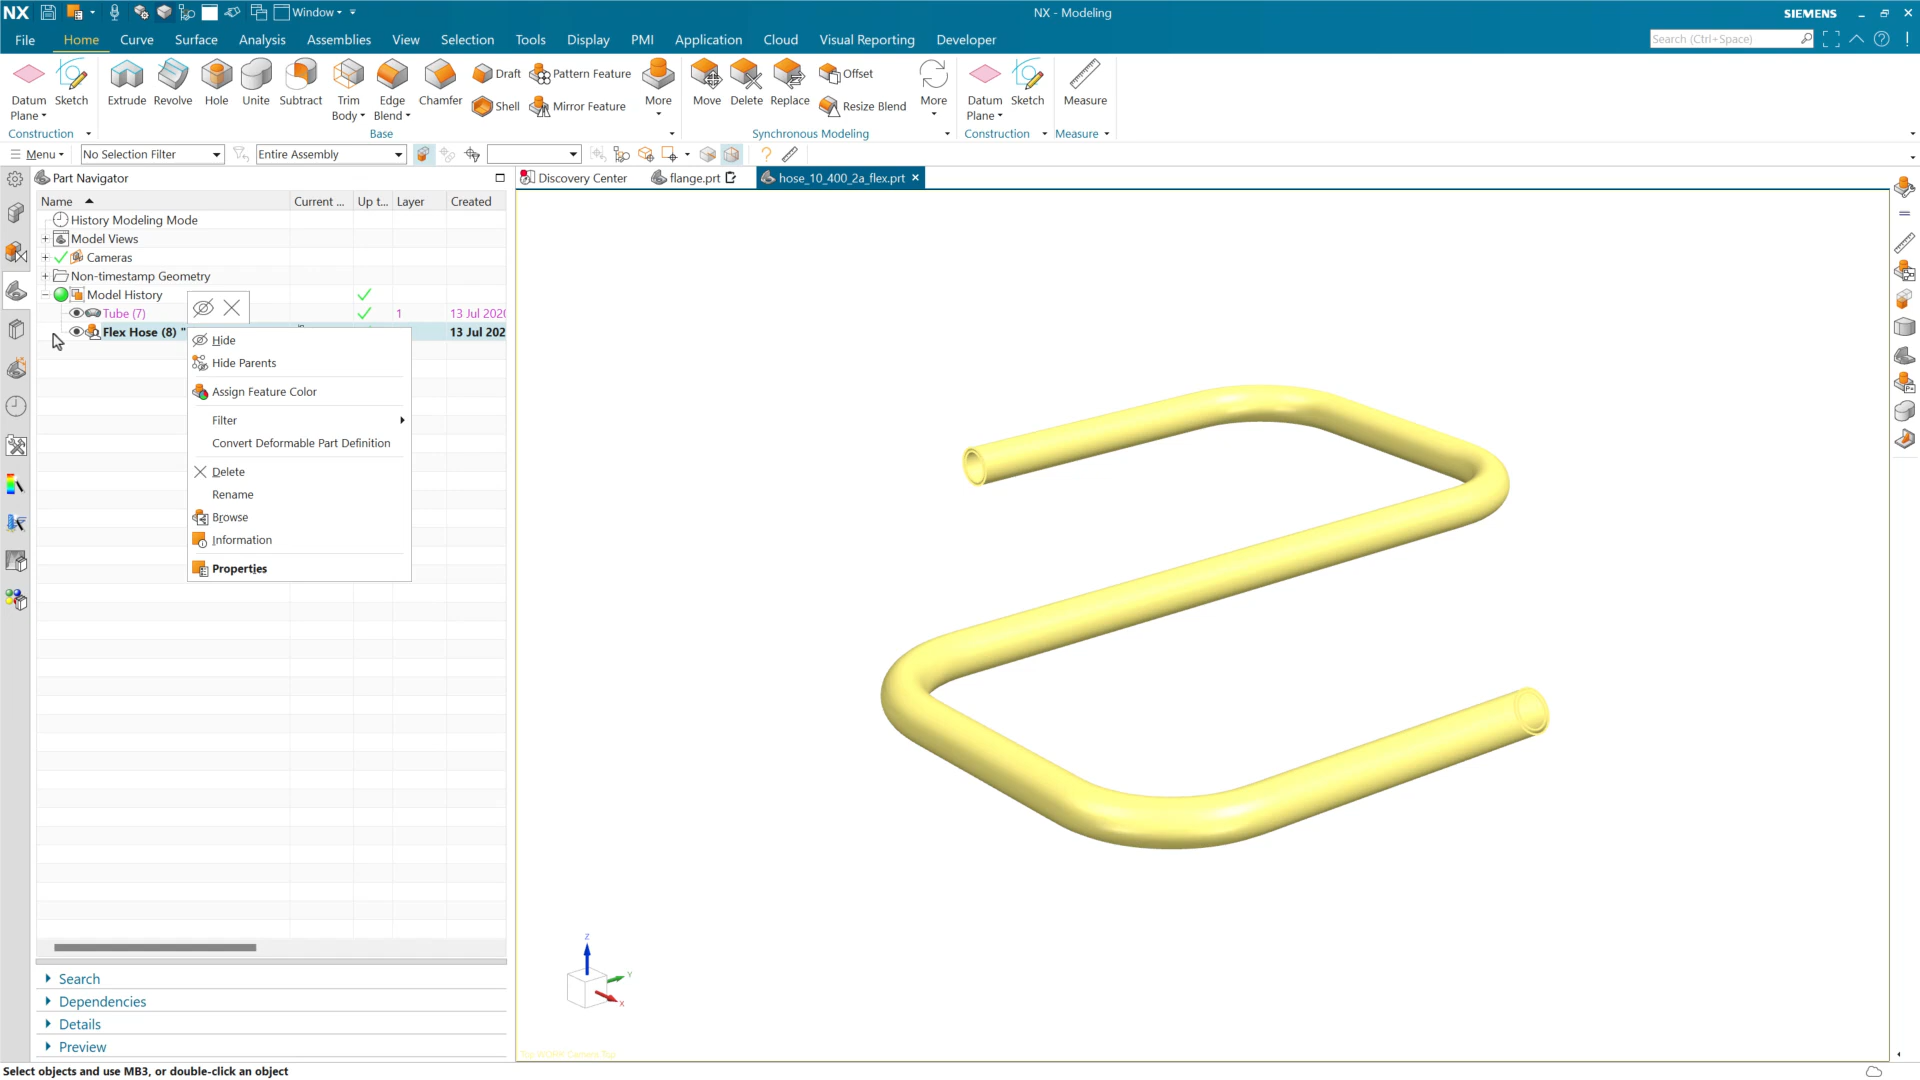 NX Window NX - Modeling SIEMENS
File Home Curve Surface Analysis Assemblies View Selection Tools Display PMI Application Cloud Visual Reporting Developer Search (Ctrl+Space)
Datum Plane Sketch Extrude Revolve Hole Unite Subtract Trim Body Edge Blend Chamfer Draft Shell Pattern Feature Mirror Feature More Move Delete Replace Offset Resize Blend More Datum Plane Sketch Measure
Construction Base Synchronous Modeling Construction Measure
Menu No Selection Filter Entire Assembly
Part Navigator Discovery Center flange.prt hose_10_400_2a_flex.prt
Name Current ... Up t... Layer Created
History Modeling Mode
Model Views
Cameras
Non-timestamp Geometry
Model History
Tube (7) 1 13 Jul 2020
Flex Hose (8) " 13 Jul 202
Hide
Hide Parents
Assign Feature Color
Filter
Convert Deformable Part Definition
Delete
Rename
Browse
Information
Properties
Z
Y
X
Search
Dependencies
Details
Preview
Select objects and use MB3, or double-click an object